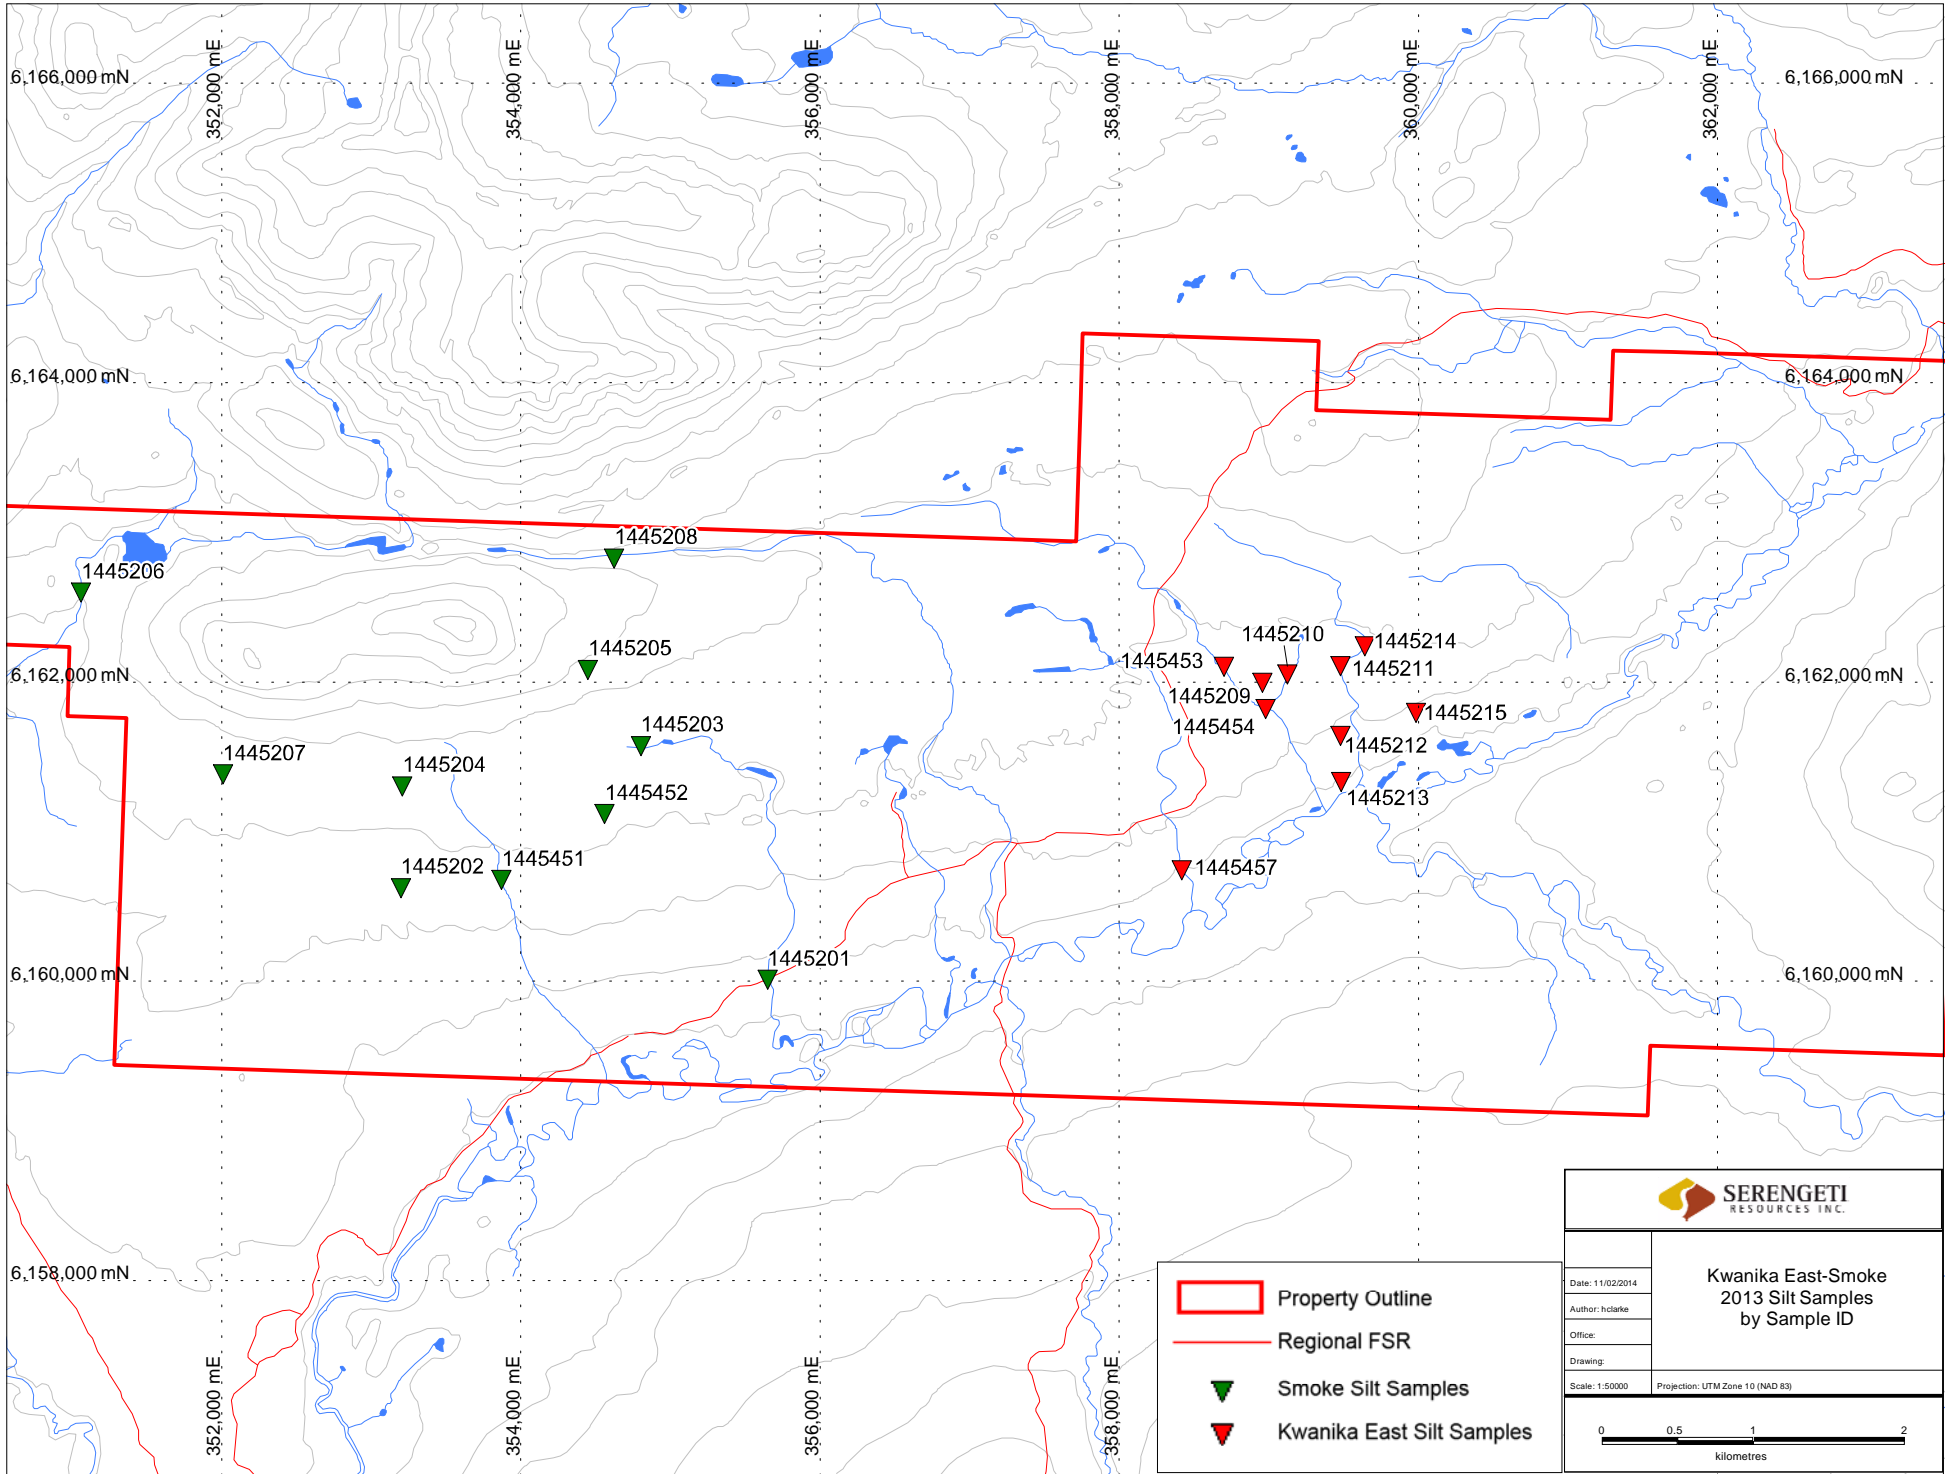 352,000 mE
354,000 mE
356,000 mE
358,000 mE
360,000 mE
362,000 mE
6,166,000 mN
6,166,000 mN
6,164,000 mN
6,164,000 mN
1445208
1445206
1445205
1445210
1445214
1445453
1445211
6,162,000 mN
6,162,000 mN
1445209
1445203
1445454
1445215
1445207
1445204
1445212
1445452
1445213
1445202
1445451
1445457
1445201
6,160,000 mN
6,160,000 mN
6,158,000 mN
352,000 mE
354,000 mE
356,000 mE
358,000 mE
Property Outline
Regional FSR
Smoke Silt Samples
Kwanika East Silt Samples
SERENGETI
RESOURCES INC.
Date: 11/02/2014
Author: hclarke
Office:
Drawing:
Scale: 1:50000
Kwanika East-Smoke
2013 Silt Samples
by Sample ID
Projection: UTM Zone 10 (NAD 83)
0 0.5 1 2
kilometres